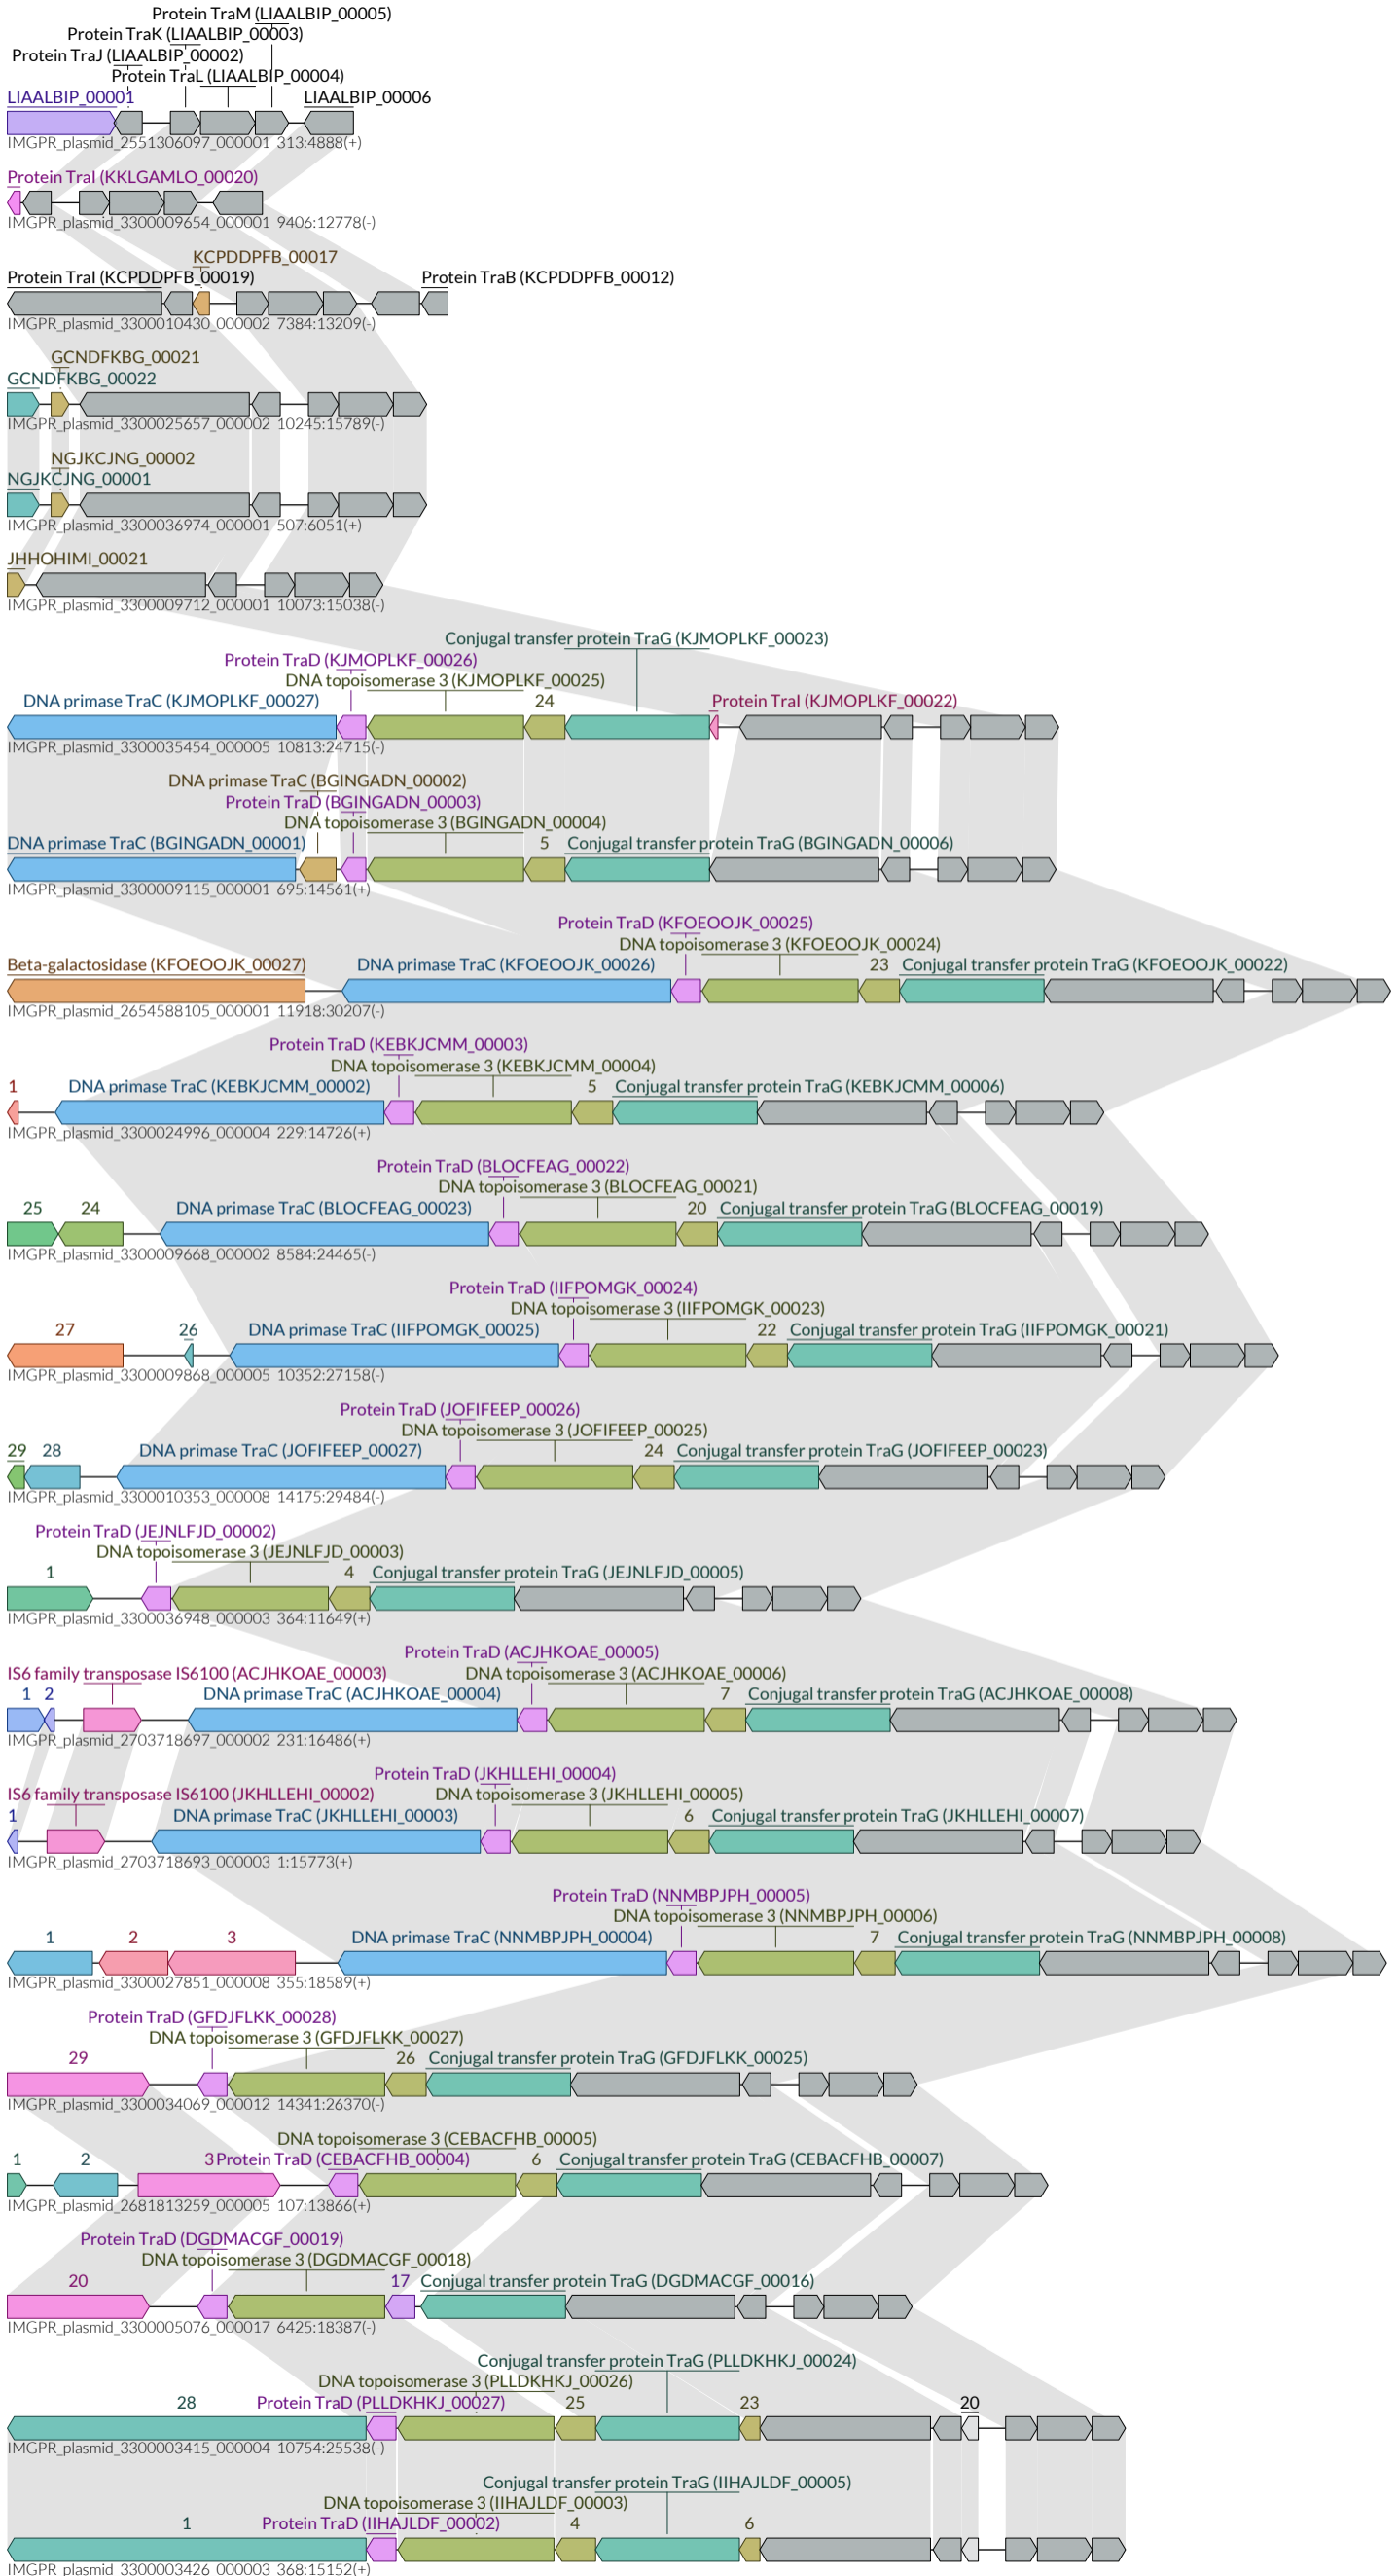 Protein TraM (LIAALBIP_00005)
Protein TraK (LIAALBIP_00003)
Protein TraJ (LIAALBIP_00002)
Protein TraL (LIAALBIP_00004)
LIAALBIP_00001 LIAALBIP_00006
IMGPR_plasmid_2551306097_000001 313:4888(+)
Protein TraI (KKLGAMLO_00020)
IMGPR_plasmid_3300009654_000001 9406:12778(-)
KCPDDPFB_00017
Protein TraI (KCPDDPFB_00019) Protein TraB (KCPDDPFB_00012)
IMGPR_plasmid_3300010430_000002 7384:13209(-)
GCNDFKBG_00021
GCNDFKBG_00022
IMGPR_plasmid_3300025657_000002 10245:15789(-)
NGJKCJNG_00002
NGJKCJNG_00001
IMGPR_plasmid_3300036974_000001 507:6051(+)
JHHOHIMI_00021
IMGPR_plasmid_3300009712_000001 10073:15038(-)
Conjugal transfer protein TraG (KJMOPLKF_00023)
Protein TraD (KJMOPLKF_00026)
DNA topoisomerase 3 (KJMOPLKF_00025)
DNA primase TraC (KJMOPLKF_00027) 24 Protein TraI (KJMOPLKF_00022)
IMGPR_plasmid_3300035454_000005 10813:24715(-)
DNA primase TraC (BGINGADN_00002)
Protein TraD (BGINGADN_00003)
DNA topoisomerase 3 (BGINGADN_00004)
DNA primase TraC (BGINGADN_00001) 5 Conjugal transfer protein TraG (BGINGADN_00006)
IMGPR_plasmid_3300009115_000001 695:14561(+)
Protein TraD (KFOEOOJK_00025)
DNA topoisomerase 3 (KFOEOOJK_00024)
Beta-galactosidase (KFOEOOJK_00027) DNA primase TraC (KFOEOOJK_00026) 23 Conjugal transfer protein TraG (KFOEOOJK_00022)
IMGPR_plasmid_2654588105_000001 11918:30207(-)
Protein TraD (KEBKJCMM_00003)
DNA topoisomerase 3 (KEBKJCMM_00004)
1 DNA primase TraC (KEBKJCMM_00002) 5 Conjugal transfer protein TraG (KEBKJCMM_00006)
IMGPR_plasmid_3300024996_000004 229:14726(+)
Protein TraD (BLOCFEAG_00022)
DNA topoisomerase 3 (BLOCFEAG_00021)
25 24 DNA primase TraC (BLOCFEAG_00023) 20 Conjugal transfer protein TraG (BLOCFEAG_00019)
IMGPR_plasmid_3300009668_000002 8584:24465(-)
Protein TraD (IIFPOMGK_00024)
DNA topoisomerase 3 (IIFPOMGK_00023)
27 26 DNA primase TraC (IIFPOMGK_00025) 22 Conjugal transfer protein TraG (IIFPOMGK_00021)
IMGPR_plasmid_3300009868_000005 10352:27158(-)
Protein TraD (JOFIFEEP_00026)
DNA topoisomerase 3 (JOFIFEEP_00025)
29 28 DNA primase TraC (JOFIFEEP_00027) 24 Conjugal transfer protein TraG (JOFIFEEP_00023)
IMGPR_plasmid_3300010353_000008 14175:29484(-)
Protein TraD (JEJNLFJD_00002)
DNA topoisomerase 3 (JEJNLFJD_00003)
1 4 Conjugal transfer protein TraG (JEJNLFJD_00005)
IMGPR_plasmid_3300036948_000003 364:11649(+)
Protein TraD (ACJHKOAE_00005)
IS6 family transposase IS6100 (ACJHKOAE_00003) DNA topoisomerase 3 (ACJHKOAE_00006)
1 2 DNA primase TraC (ACJHKOAE_00004) 7 Conjugal transfer protein TraG (ACJHKOAE_00008)
IMGPR_plasmid_2703718697_000002 231:16486(+)
Protein TraD (JKHLLEHI_00004)
IS6 family transposase IS6100 (JKHLLEHI_00002) DNA topoisomerase 3 (JKHLLEHI_00005)
1 DNA primase TraC (JKHLLEHI_00003) 6 Conjugal transfer protein TraG (JKHLLEHI_00007)
IMGPR_plasmid_2703718693_000003 1:15773(+)
Protein TraD (NNMBPJPH_00005)
DNA topoisomerase 3 (NNMBPJPH_00006)
1 2 3 DNA primase TraC (NNMBPJPH_00004) 7 Conjugal transfer protein TraG (NNMBPJPH_00008)
IMGPR_plasmid_3300027851_000008 355:18589(+)
Protein TraD (GFDJFLKK_00028)
DNA topoisomerase 3 (GFDJFLKK_00027)
29 26 Conjugal transfer protein TraG (GFDJFLKK_00025)
IMGPR_plasmid_3300034069_000012 14341:26370(-)
DNA topoisomerase 3 (CEBACFHB_00005)
1 2 3 Protein TraD (CEBACFHB_00004) 6 Conjugal transfer protein TraG (CEBACFHB_00007)
IMGPR_plasmid_2681813259_000005 107:13866(+)
Protein TraD (DGDMACGF_00019)
DNA topoisomerase 3 (DGDMACGF_00018)
20 17 Conjugal transfer protein TraG (DGDMACGF_00016)
IMGPR_plasmid_3300005076_000017 6425:18387(-)
Conjugal transfer protein TraG (PLLDKHKJ_00024)
DNA topoisomerase 3 (PLLDKHKJ_00026)
28 Protein TraD (PLLDKHKJ_00027) 25 23 20
IMGPR_plasmid_3300003415_000004 10754:25538(-)
Conjugal transfer protein TraG (IIHAJLDF_00005)
DNA topoisomerase 3 (IIHAJLDF_00003)
1 Protein TraD (IIHAJLDF_00002) 4 6
IMGPR_plasmid_3300003426_000003 368:15152(+)